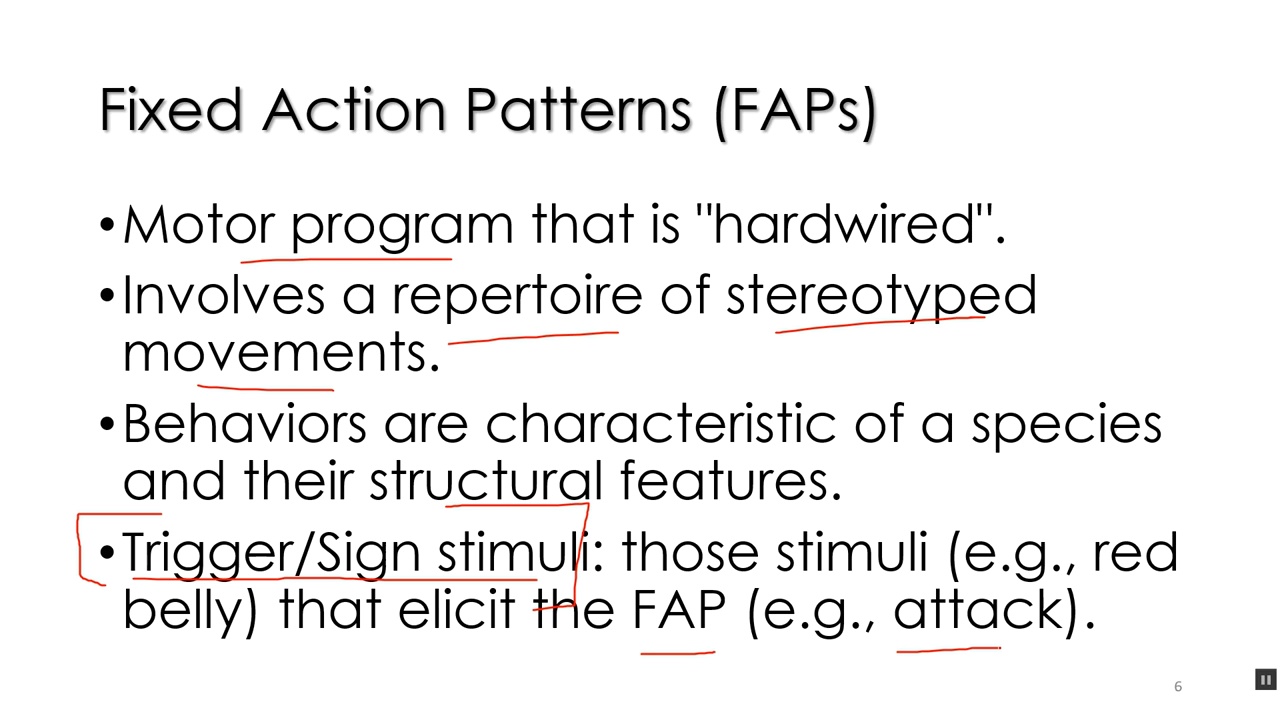 Fixed Action Patterns (FAPs)
•Motor program that is "hardwired".
•Involves a repertoire of stereotyped
movements.
•Behaviors are characteristic of a species
and their structural features.
•Trigger/Sign stimuli: those stimuli (e.g., red
belly) that elicit the FAP (e.g., attack).
6